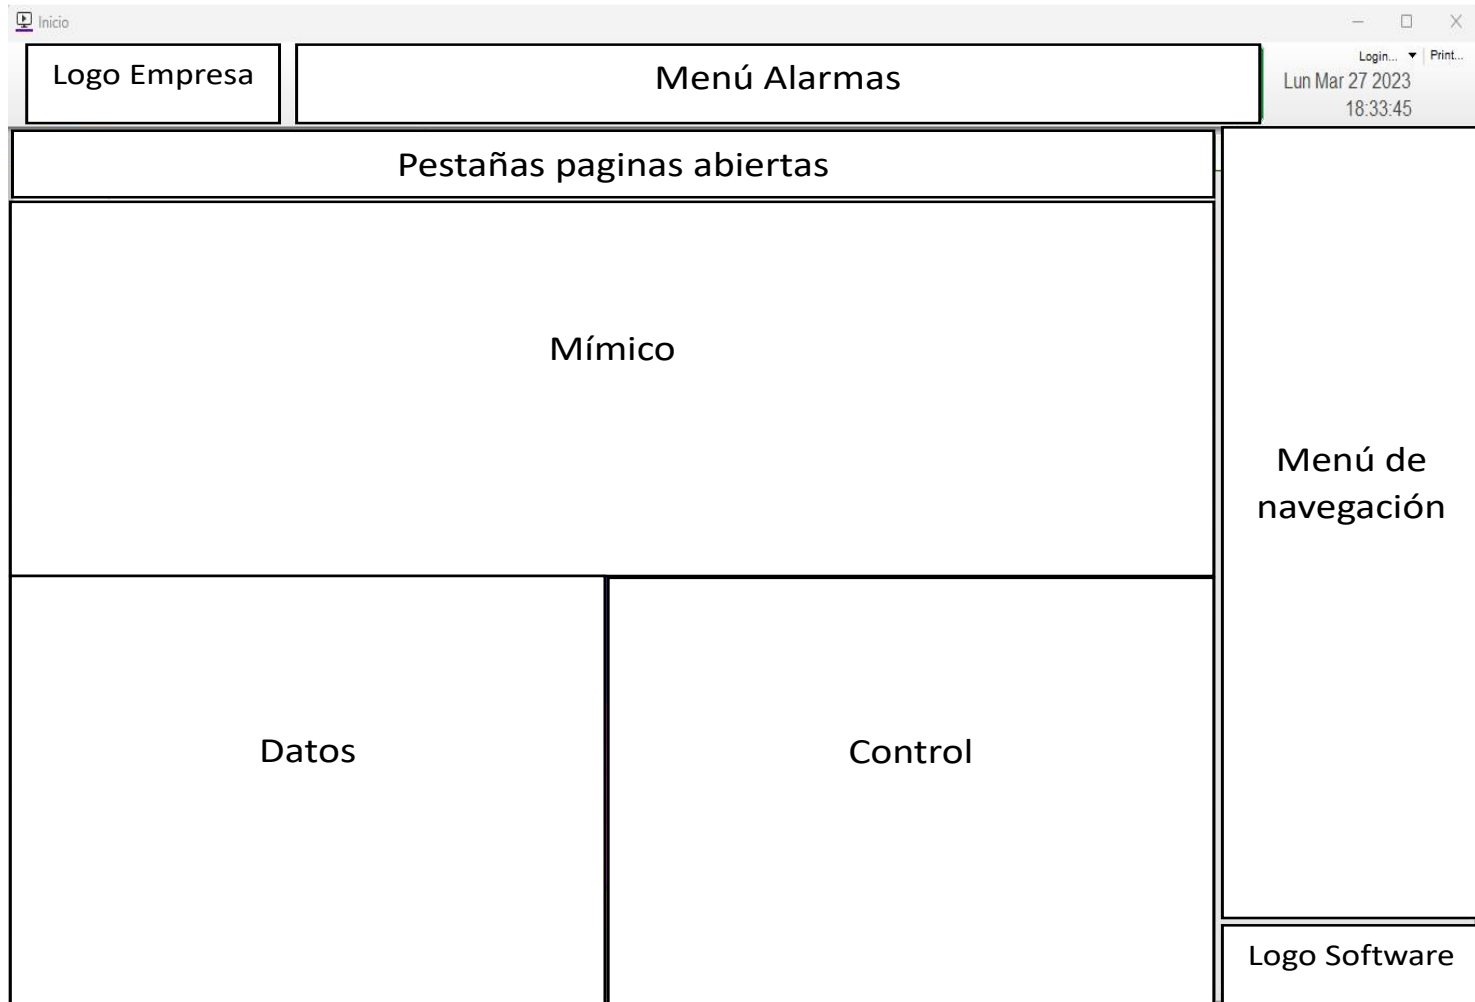 Inicio
Login... Print...
Logo Empresa
Menú Alarmas
Lun Mar 27 2023
18:33:45
Pestañas paginas abiertas
Mímico
Menú de
navegación
Datos
Control
Logo Software